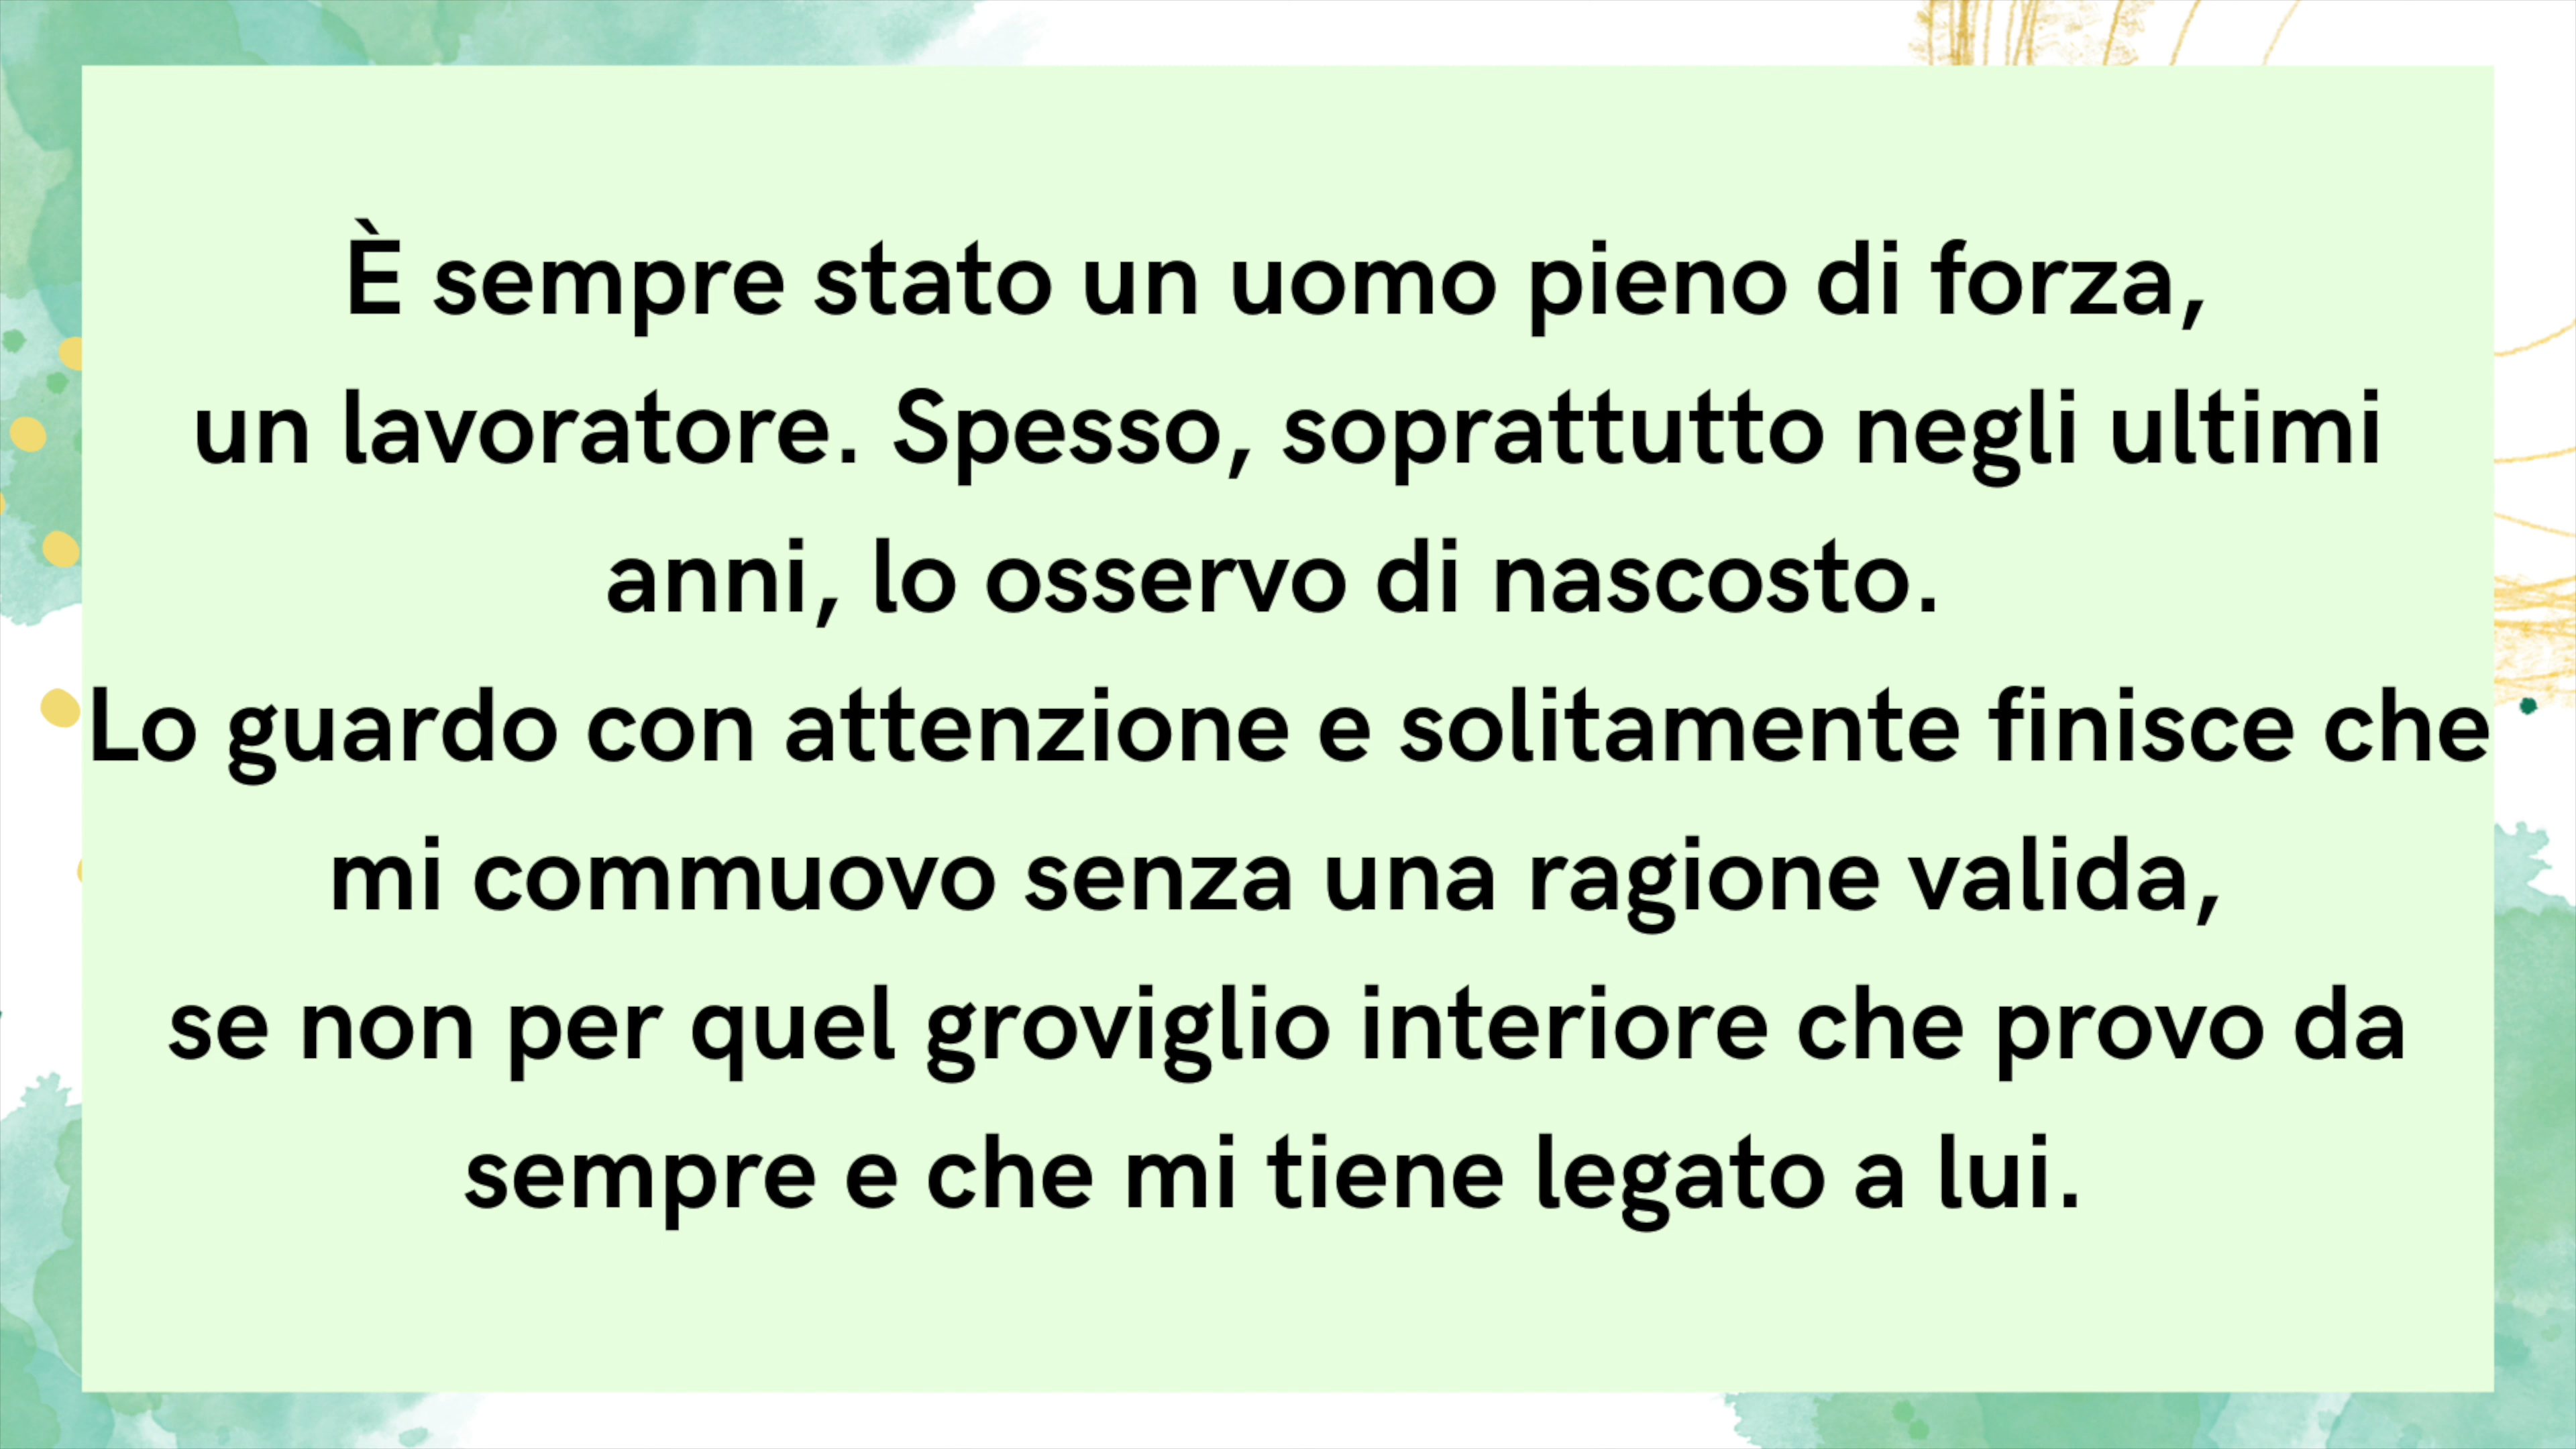 È sempre stato un uomo pieno di forza,
un lavoratore. Spesso, soprattutto negli ultimi
anni, lo osservo di nascosto.
Lo guardo con attenzione e solitamente finisce che
mi commuovo senza una ragione valida,
se non per quel groviglio interiore che provo da
sempre e che mi tiene legato a lui.